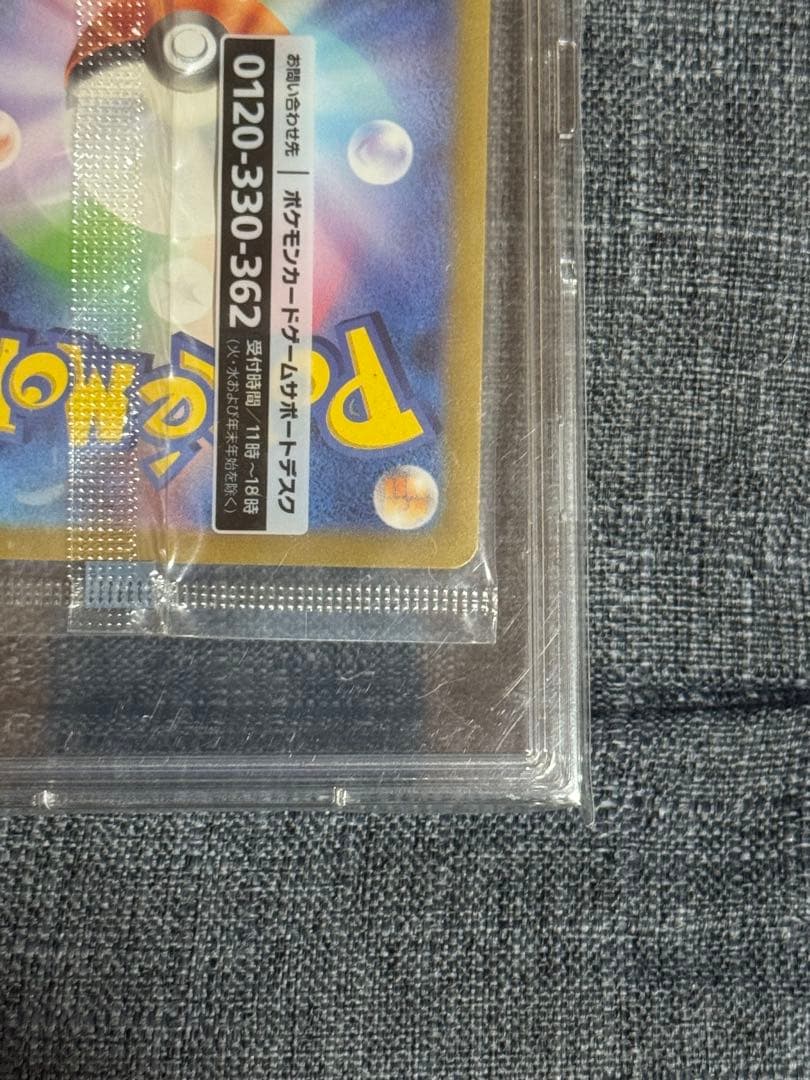 お問い合わせ先 | ポケモンカードゲームサポートデスク
0120-330-362
受付時間/11時～18時
(火・水および年末年始を除く)
Poké